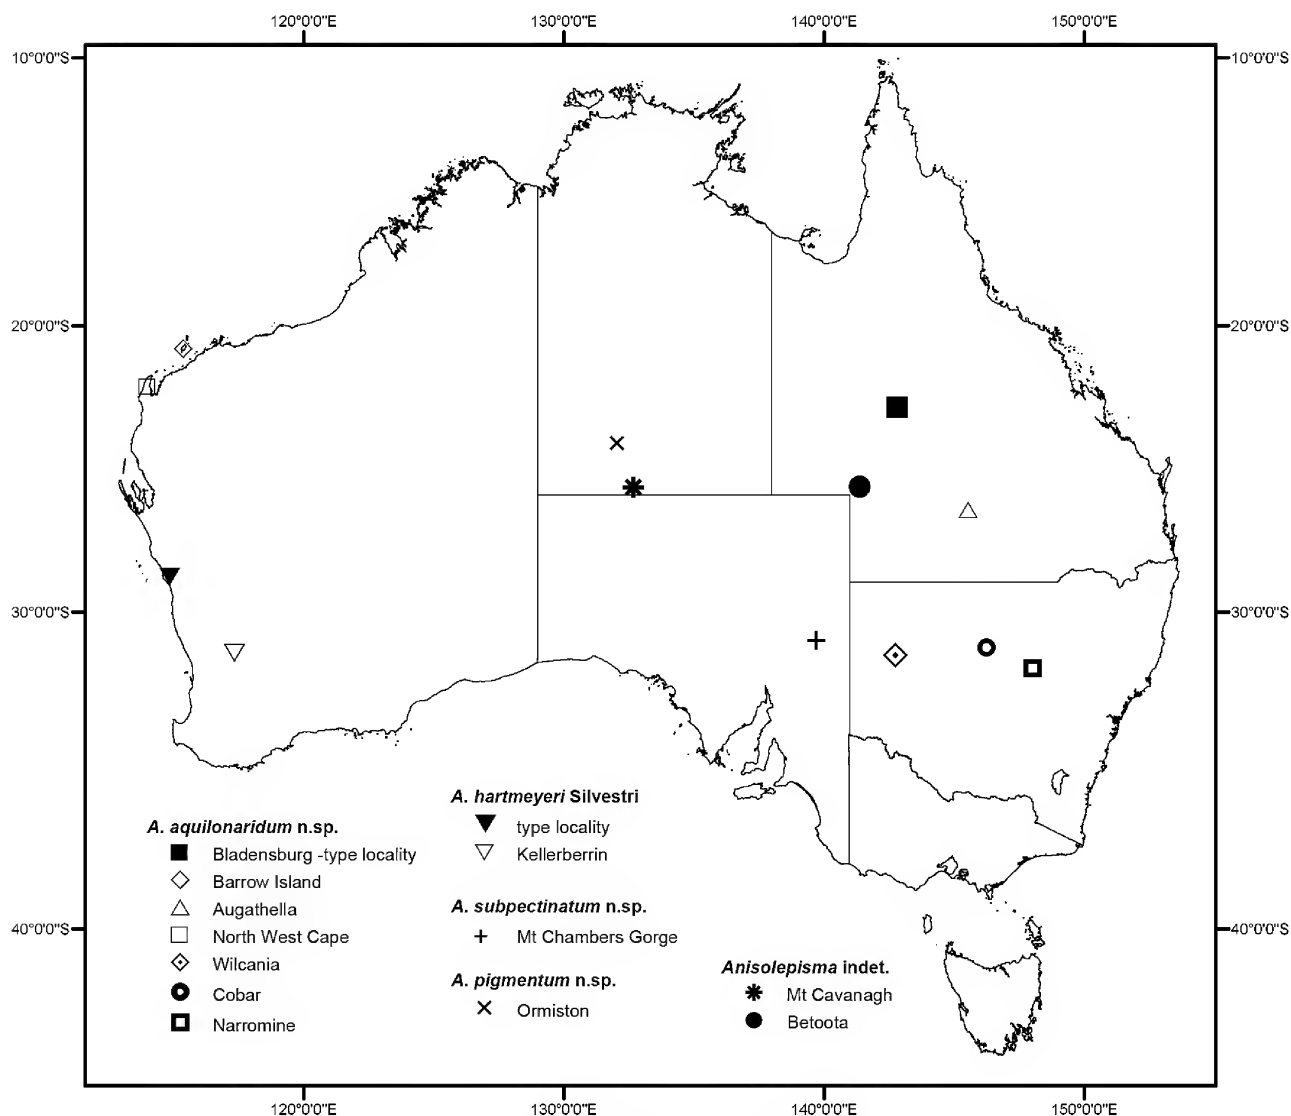 120°0'0"E 130°0'0"E 140°0'0"E 150°0'0"E
10°0'0"S 10°0'0"S
20°0'0"S 20°0'0"S
30°0'0"S 30°0'0"S
40°0'0"S 40°0'0"S
A. aquilonaridum n.sp.
Bladensburg -type locality
Barrow Island
Augathella
North West Cape
Wilcania
Cobar
Narromine
A. hartmeyeri Silvestri
type locality
Kellerberrin
A. subpectinatum n.sp.
Mt Chambers Gorge
A. pigmentum n.sp.
Ormiston
Anisolepisma indet.
Mt Cavanagh
Betoota
120°0'0"E 130°0'0"E 140°0'0"E 150°0'0"E